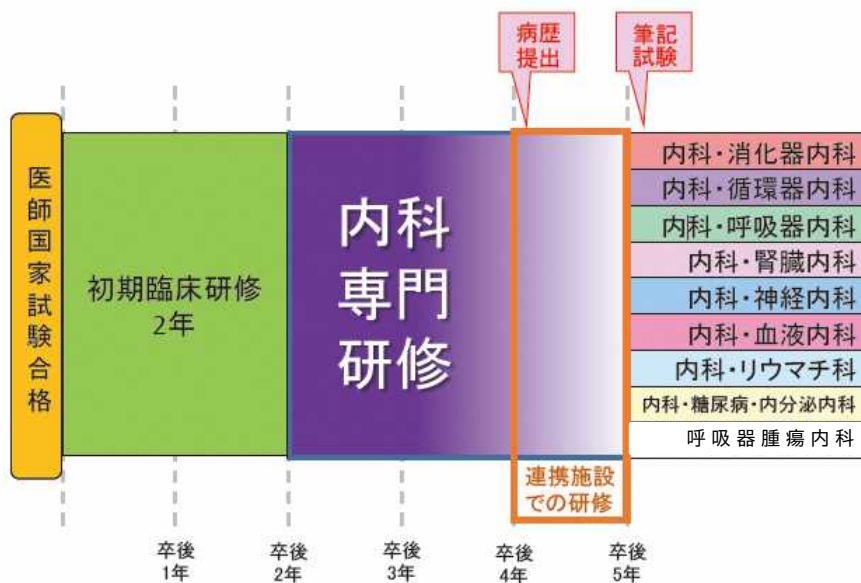 病歴
提出
筆記
試験
医師国家試験合格
初期臨床研修
2年
内科
専門
研修
内科・消化器内科
内科・循環器内科
内科・呼吸器内科
内科・腎臓内科
内科・神経内科
内科・血液内科
内科・リウマチ科
内科・糖尿病・内分泌内科
呼吸器腫瘍内科
連携施設
での研修
卒後
1年
卒後
2年
卒後
3年
卒後
4年
卒後
5年